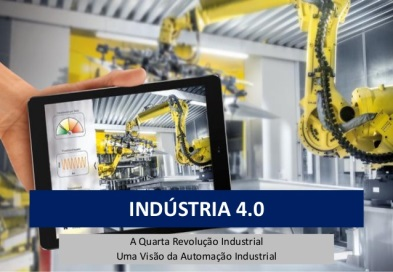 INDÚSTRIA 4.0
A Quarta Revolução Industrial
Uma Visão da Automação Industrial